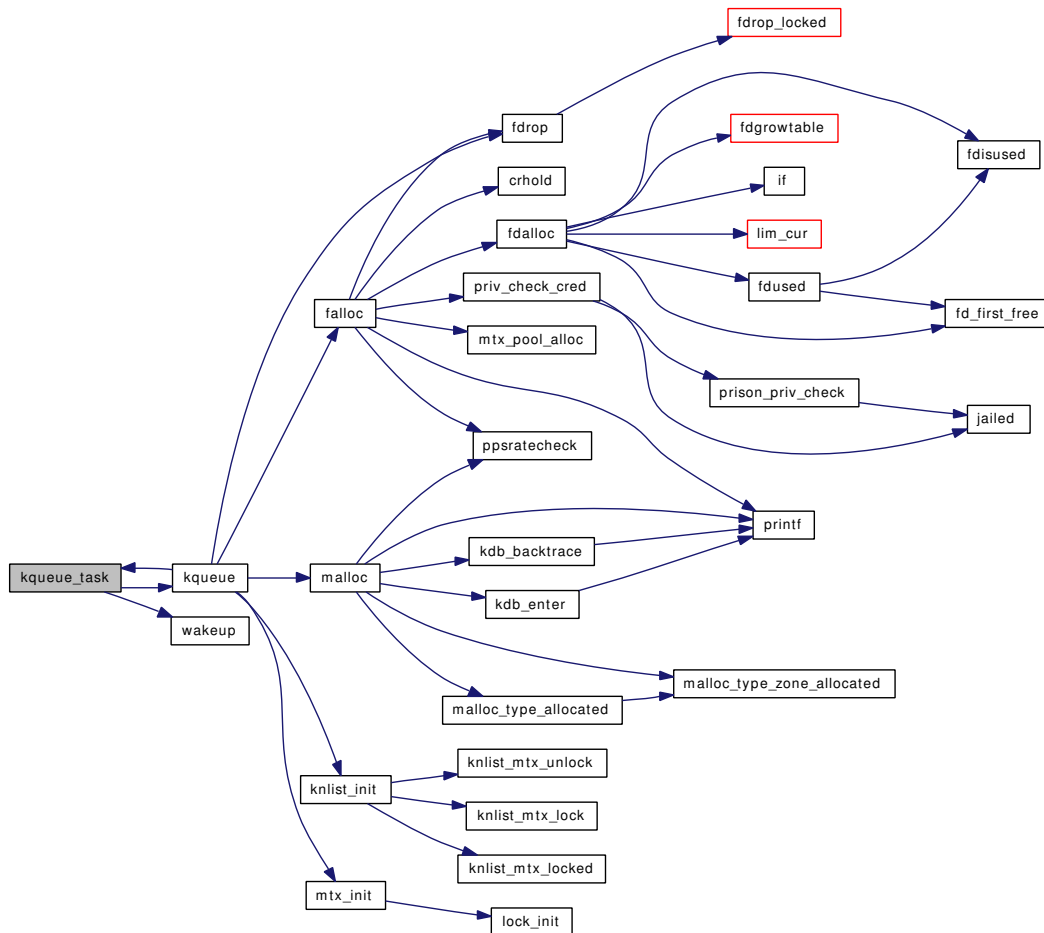 fdrop_locked
fdrop
fdgrowtable
fdisused
crhold
if
fdalloc
lim_cur
priv_check_cred
fdused
falloc
fd_first_free
mtx_pool_alloc
prison_priv_check
jailed
ppsratecheck
printf
kdb_backtrace
kqueue_task
kqueue
malloc
kdb_enter
wakeup
malloc_type_zone_allocated
malloc_type_allocated
knlist_mtx_unlock
knlist_init
knlist_mtx_lock
knlist_mtx_locked
mtx_init
lock_init